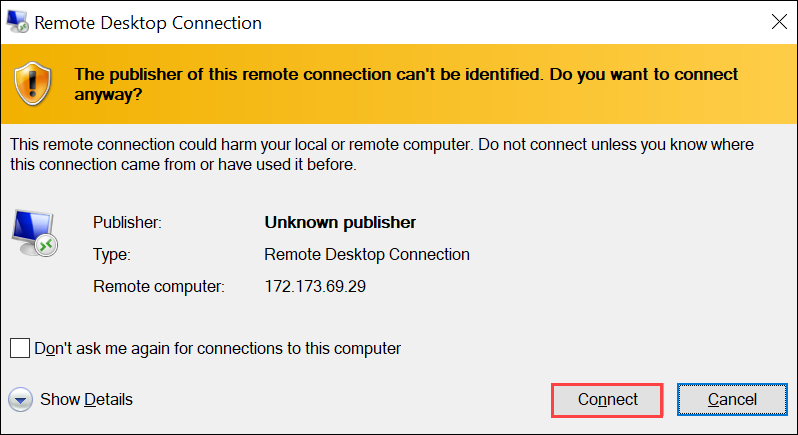 Remote Desktop Connection
The publisher of this remote connection can't be identified. Do you want to connect
anyway?
This remote connection could harm your local or remote computer. Do not connect unless you know where
this connection came from or have used it before.
Publisher: Unknown publisher
Type: Remote Desktop Connection
Remote computer: 172.173.69.29
Don't ask me again for connections to this computer
Show Details Connect Cancel